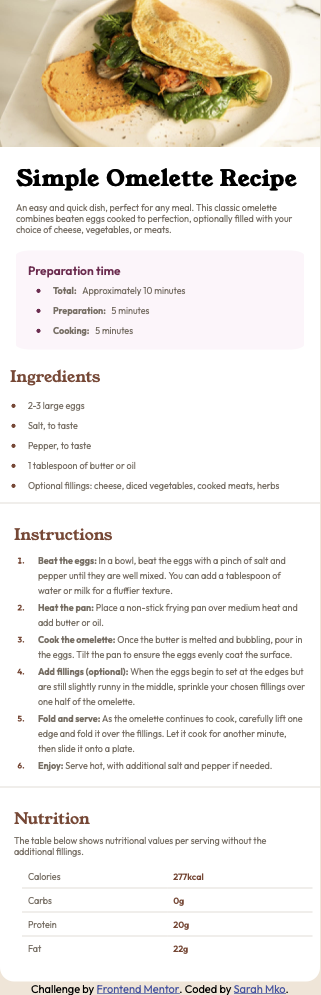 Simple Omelette Recipe
An easy and quick dish, perfect for any meal. This classic omelette
combines beaten eggs cooked to perfection, optionally filled with your
choice of cheese, vegetables, or meats.
Preparation time
Total: Approximately 10 minutes
Preparation: 5 minutes
Cooking: 5 minutes
Ingredients
2-3 large eggs
Salt, to taste
Pepper, to taste
1 tablespoon of butter or oil
Optional fillings: cheese, diced vegetables, cooked meats, herbs
Instructions
1. Beat the eggs: In a bowl, beat the eggs with a pinch of salt and
pepper until they are well mixed. You can add a tablespoon of
water or milk for a fluffier texture.
2. Heat the pan: Place a non-stick frying pan over medium heat and
add butter or oil.
3. Cook the omelette: Once the butter is melted and bubbling, pour in
the eggs. Tilt the pan to ensure the eggs evenly coat the surface.
4. Add fillings (optional): When the eggs begin to set at the edges but
are still slightly runny in the middle, sprinkle your chosen fillings over
one half of the omelette.
5. Fold and serve: As the omelette continues to cook, carefully lift one
edge and fold it over the fillings. Let it cook for another minute,
then slide it onto a plate.
6. Enjoy: Serve hot, with additional salt and pepper if needed.
Nutrition
The table below shows nutritional values per serving without the
additional fillings.
Calories 277kcal
Carbs 0g
Protein 20g
Fat 22g
Challenge by Frontend Mentor. Coded by Sarah Mko.